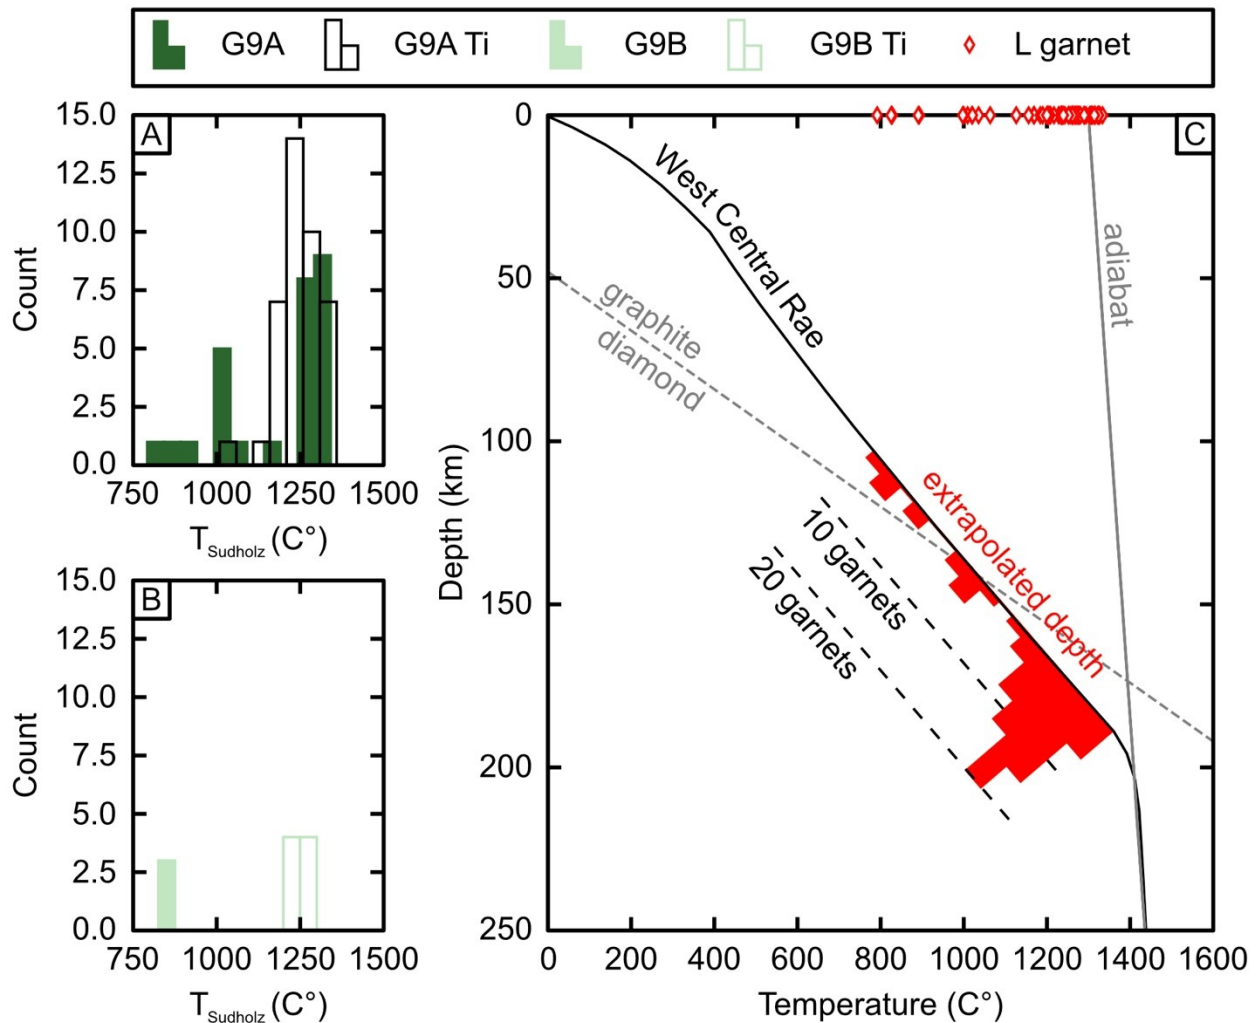 G9A G9A Ti G9B G9B Ti L garnet
A
15.0
12.5
10.0
7.5
5.0
2.5
0.0
Count
750 1000 1250 1500
T_Sudholz (C°)
B
15.0
12.5
10.0
7.5
5.0
2.5
0.0
Count
750 1000 1250 1500
T_Sudholz (C°)
C
0
50
100
150
200
250
Depth (km)
West Central Rae
adiabat
graphite
diamond
extrapolated depth
10 garnets
20 garnets
0 200 400 600 800 1000 1200 1400 1600
Temperature (C°)